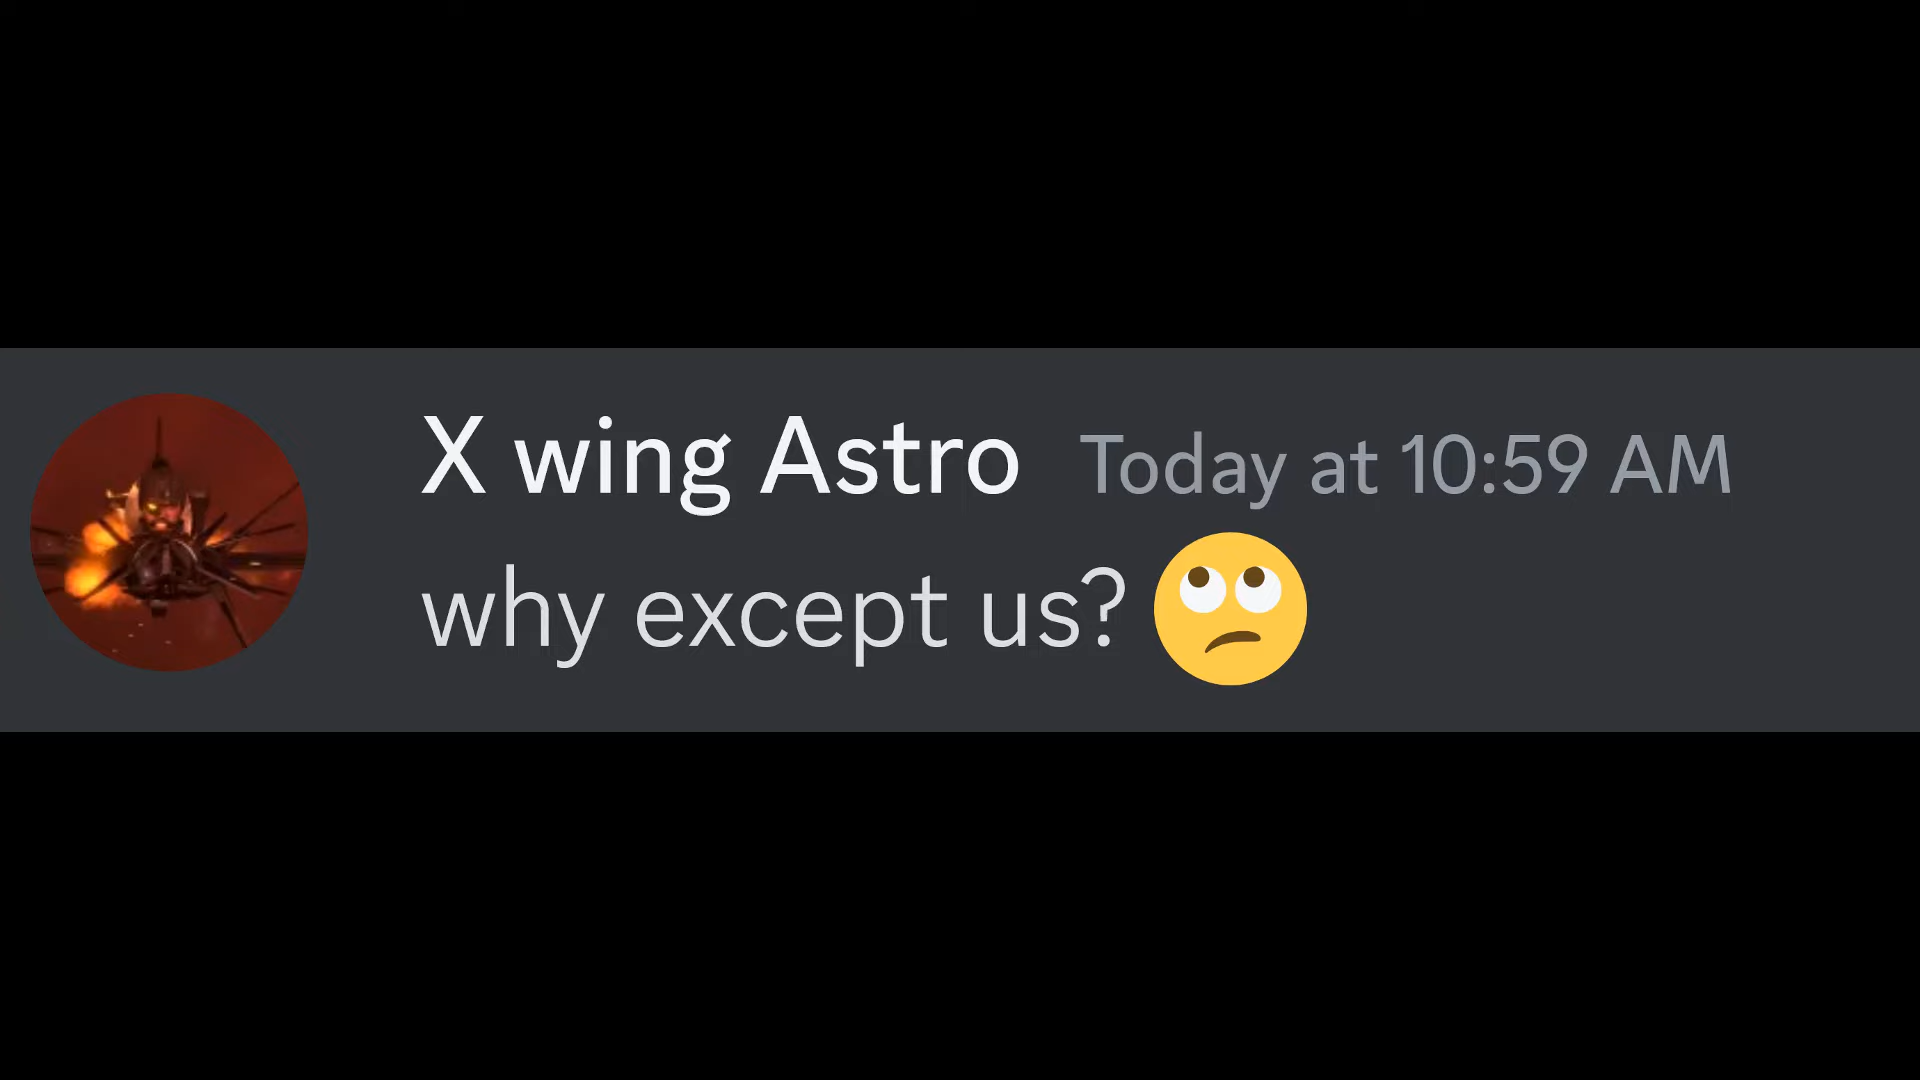 X wing Astro Today at 10:59 AM
why except us? 🙄